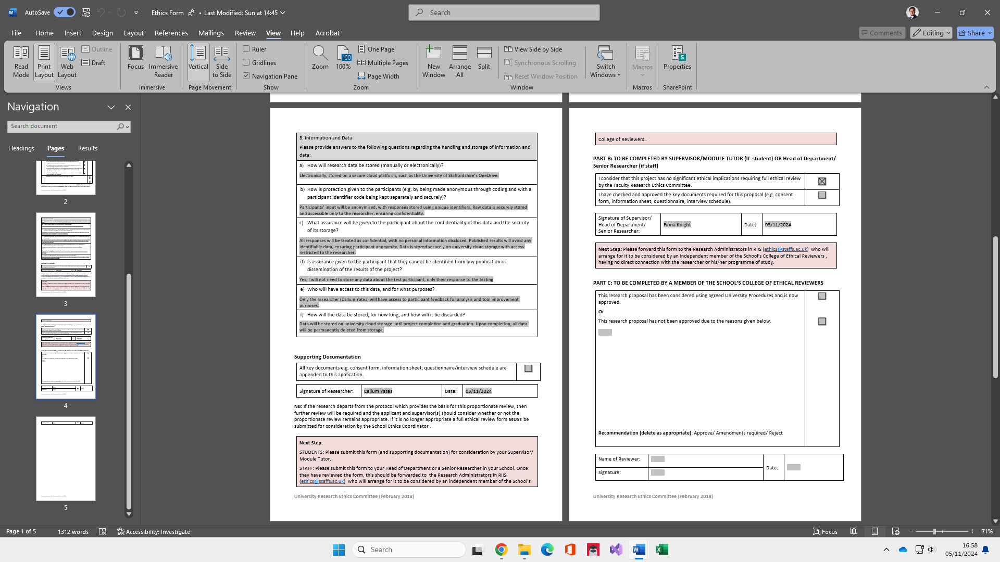 AutoSave
Ethics Form • Last Modified: Sun at 14:45
Search
File Home Insert Design Layout References Mailings Review View Help Acrobat
Comments Editing Share
Read Mode
Print Layout
Web Layout
Outline
Draft
Views
Focus
Immersive Reader
Immersive
Vertical
Side to Side
Page Movement
Ruler
Gridlines
Navigation Pane
Show
Zoom
100
100%
One Page
Multiple Pages
Page Width
Zoom
New Window
Arrange All
Split
View Side by Side
Synchronous Scrolling
Reset Window Position
Window
Switch Windows
Macros
Macros
Properties
SharePoint
Navigation
Search document
Headings Pages Results
2
3
4
5
8. Information and Data
Please provide answers to the following questions regarding the handling and storage of information and
data:
a) How will research data be stored (manually or electronically)?
Electronically, stored on a secure cloud platform, such as the University of Staffordshire's OneDrive.
b) How is protection given to the participants (e.g. by being made anonymous through coding and with a
participant identifier code being kept separately and securely)?
Participants' input will be anonymised, with responses stored using unique identifiers. Raw data is securely stored
and accessible only to the researcher, ensuring confidentiality.
c) What assurance will be given to the participant about the confidentiality of this data and the security
of its storage?
All responses will be treated as confidential, with no personal information disclosed. Published results will avoid any
identifiable data, ensuring participant anonymity. Data is stored securely on university cloud storage with access
restricted to the researcher.
d) Is assurance given to the participant that they cannot be identified from any publication or
dissemination of the results of the project?
Yes, I will not need to store any data about the test participant, only their response to the testing
e) Who will have access to this data, and for what purposes?
Only the researcher (Callum Yates) will have access to participant feedback for analysis and tool improvement
purposes.
f) How will the data be stored, for how long, and how will it be discarded?
Data will be stored on university cloud storage until project completion and graduation. Upon completion, all data
will be permanently deleted from storage.
Supporting Documentation
All key documents e.g. consent form, information sheet, questionnaire/interview schedule are
appended to this application.
Signature of Researcher: Callum Yates Date: 03/11/2024
NB: If the research departs from the protocol which provides the basis for this proportionate review, then
further review will be required and the applicant and supervisor(s) should consider whether or not the
proportionate review remains appropriate. If it is no longer appropriate a full ethical review form MUST be
submitted for consideration by the School Ethics Coordinator .
Next Step:
STUDENTS: Please submit this form (and supporting documentation) for consideration by your Supervisor/
Module Tutor.
STAFF: Please submit this form to your Head of Department or a Senior Researcher in your School. Once
they have reviewed the form, this should be forwarded to the Research Administrators in RIIS
(ethics@staffs.ac.uk) who will arrange for it to be considered by an independent member of the School's
University Research Ethics Committee (February 2018)
College of Reviewers .
PART B: TO BE COMPLETED BY SUPERVISOR/MODULE TUTOR (If student) OR Head of Department/
Senior Researcher (if staff)
I consider that this project has no significant ethical implications requiring full ethical review
by the Faculty Research Ethics Committee.
I have checked and approved the key documents required for this proposal (e.g. consent
form, information sheet, questionnaire, interview schedule).
Signature of Supervisor/
Head of Department/
Senior Researcher:
Fiona Knight Date: 03/11/2024
Next Step: Please forward this form to the Research Administrators in RIIS (ethics@staffs.ac.uk) who will
arrange for it to be considered by an independent member of the School's College of Ethical Reviewers ,
having no direct connection with the researcher or his/her programme of study.
PART C: TO BE COMPLETED BY A MEMBER OF THE SCHOOL'S COLLEGE OF ETHICAL REVIEWERS
This research proposal has been considered using agreed University Procedures and is now
approved.
Or
This research proposal has not been approved due to the reasons given below.
Recommendation (delete as appropriate): Approve/ Amendments required/ Reject
Name of Reviewer:
Signature:
Date:
University Research Ethics Committee (February 2018)
Page 1 of 5 1312 words Accessibility: Investigate
Focus 71%
Search
16:58
05/11/2024